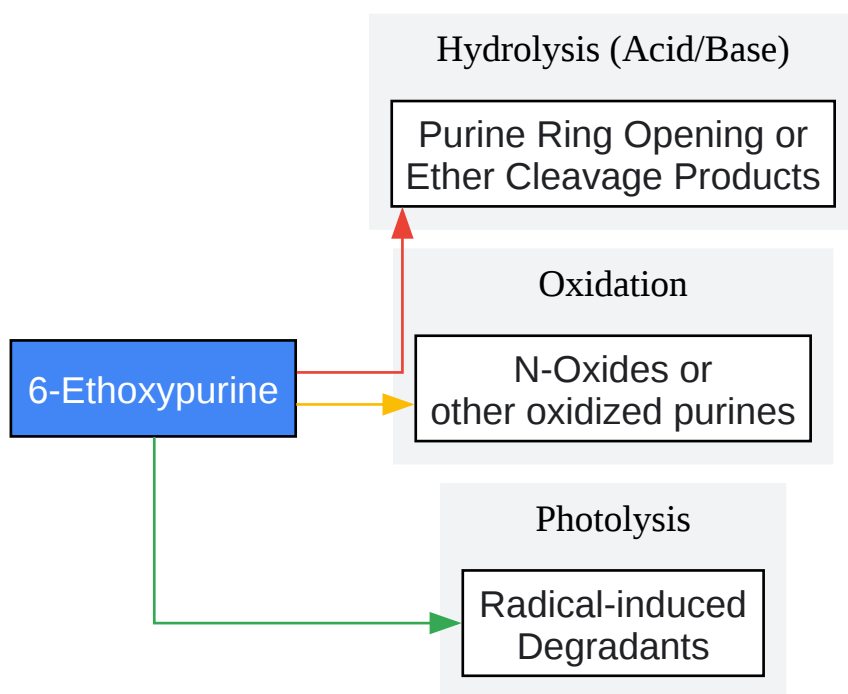 Hydrolysis (Acid/Base)
Purine Ring Opening or
Ether Cleavage Products
Oxidation
6-Ethoxypurine
N-Oxides or
other oxidized purines
Photolysis
Radical-induced
Degradants